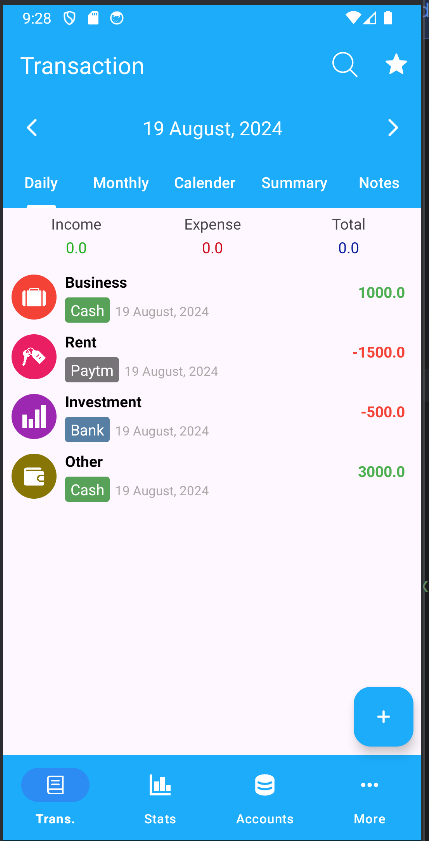 9:28
Transaction
19 August, 2024
Daily Monthly Calender Summary Notes
Income Expense Total
0.0 0.0 0.0
Business
1000.0
Cash 19 August, 2024
Rent
-1500.0
Paytm 19 August, 2024
Investment
-500.0
Bank 19 August, 2024
Other
3000.0
Cash 19 August, 2024
+
Trans. Stats Accounts More